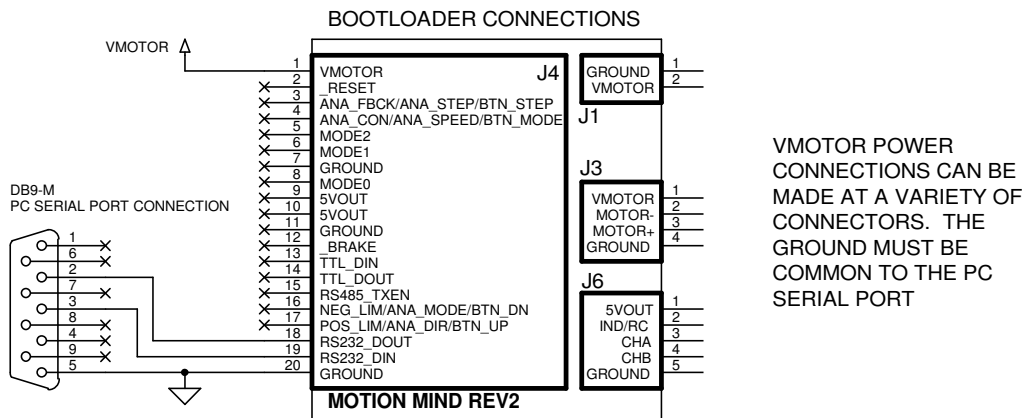 BOOTLOADER CONNECTIONS
VMOTOR
1 VMOTOR
2 _RESET
3 ANA_FBCK/ANA_STEP/BTN_STEP
4 ANA_CON/ANA_SPEED/BTN_MODE
5 MODE2
6 MODE1
7 GROUND
8 MODE0
9 5VOUT
10 5VOUT
11 GROUND
12 _BRAKE
13 TTL_DIN
14 TTL_DOUT
15 RS485_TXEN
16 NEG_LIM/ANA_MODE/BTN_DN
17 POS_LIM/ANA_DIR/BTN_UP
18 RS232_DOUT
19 RS232_DIN
20 GROUND
J4
MOTION MIND REV2
DB9-M
PC SERIAL PORT CONNECTION
1
6
2
7
3
8
4
9
5
GROUND 1
VMOTOR 2
J1
J3
VMOTOR 1
MOTOR- 2
MOTOR+ 3
GROUND 4
J6
5VOUT 1
IND/RC 2
CHA 3
CHB 4
GROUND 5
VMOTOR POWER
CONNECTIONS CAN BE
MADE AT A VARIETY OF
CONNECTORS. THE
GROUND MUST BE
COMMON TO THE PC
SERIAL PORT